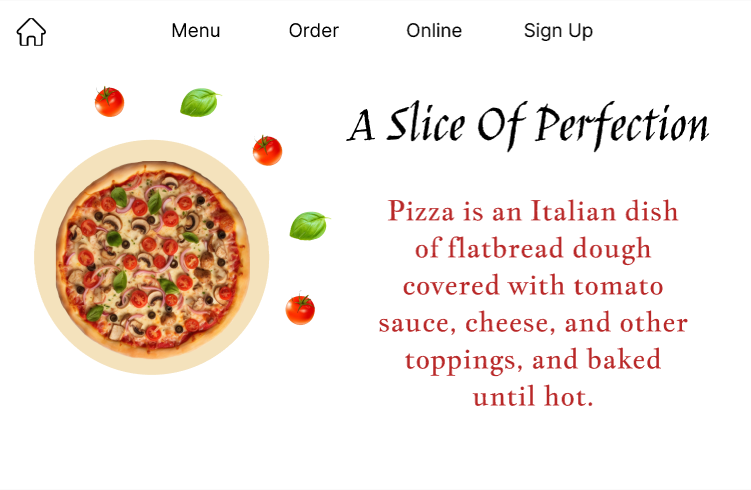 Menu Order Online Sign Up
A Slice Of Perfection
Pizza is an Italian dish
of flatbread dough
covered with tomato
sauce, cheese, and other
toppings, and baked
until hot.